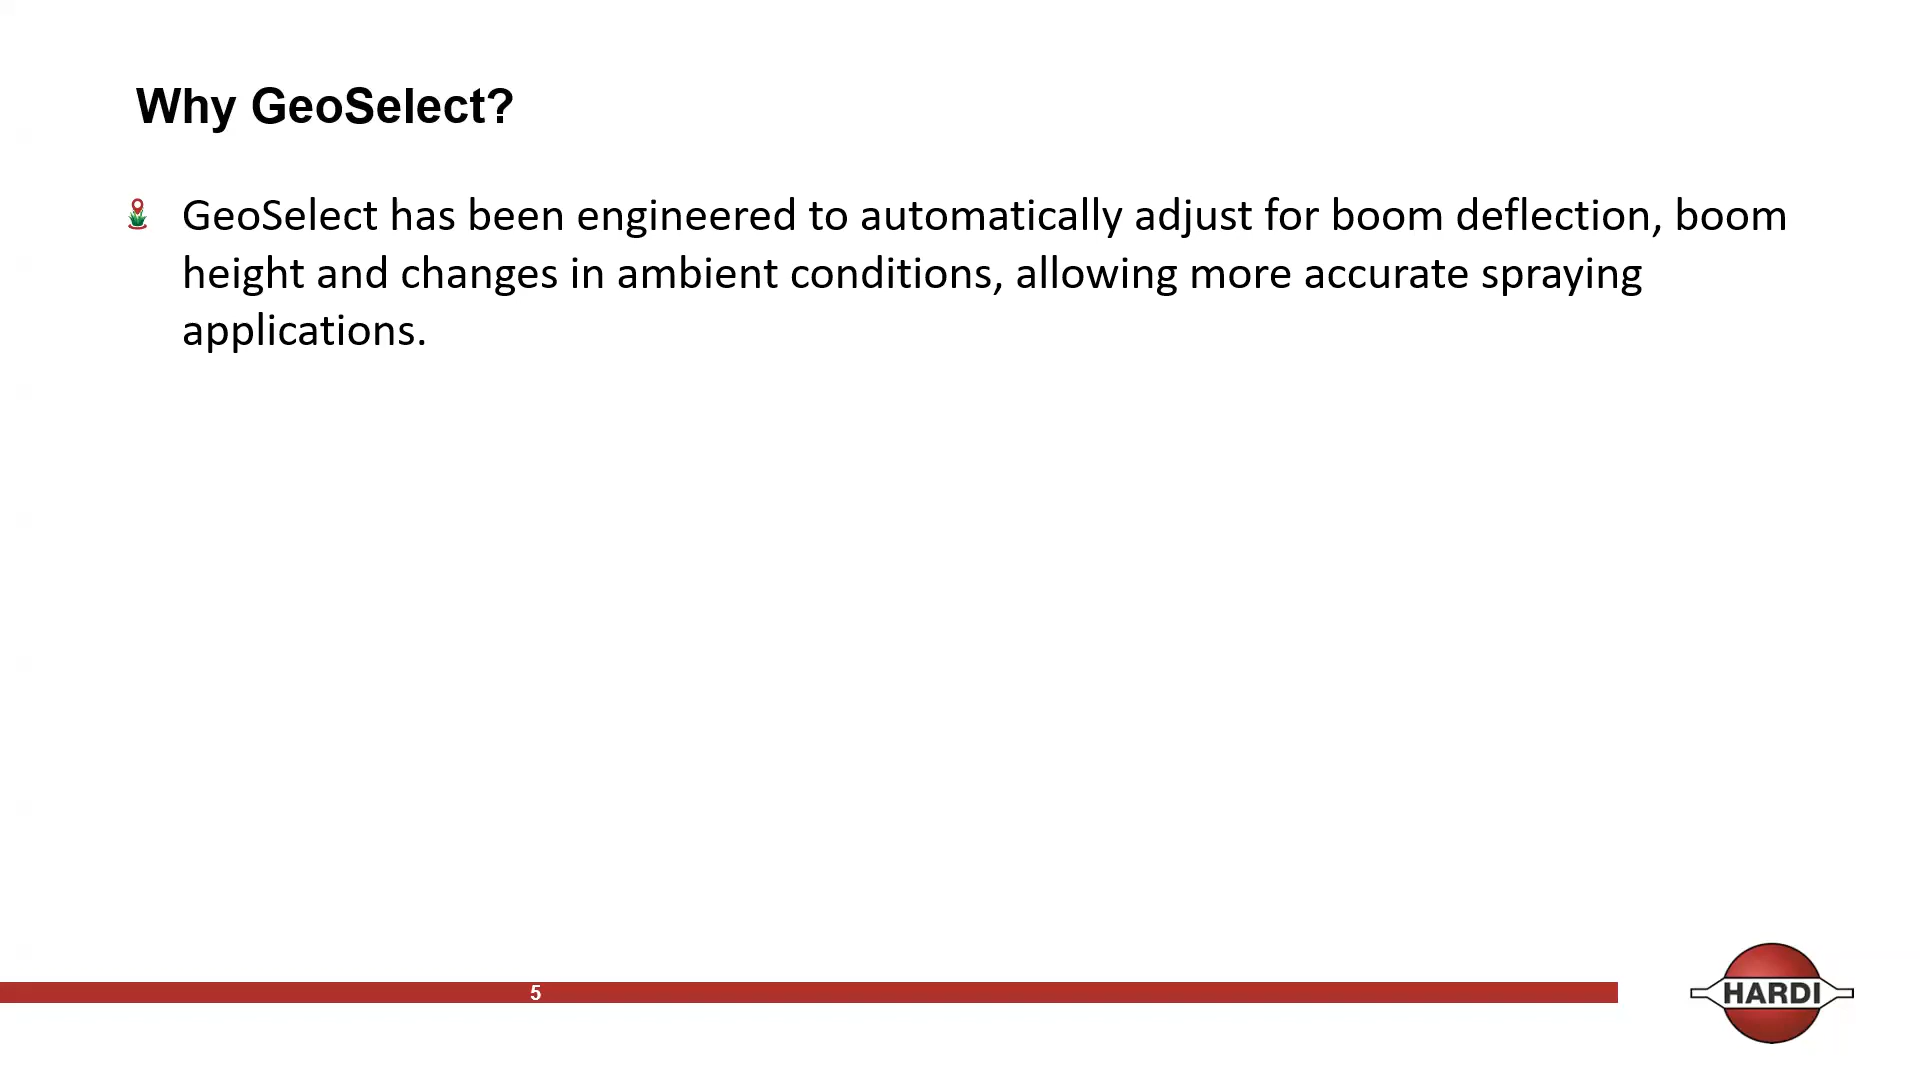 Why GeoSelect?
GeoSelect has been engineered to automatically adjust for boom deflection, boom
height and changes in ambient conditions, allowing more accurate spraying
applications.
5
HARDI